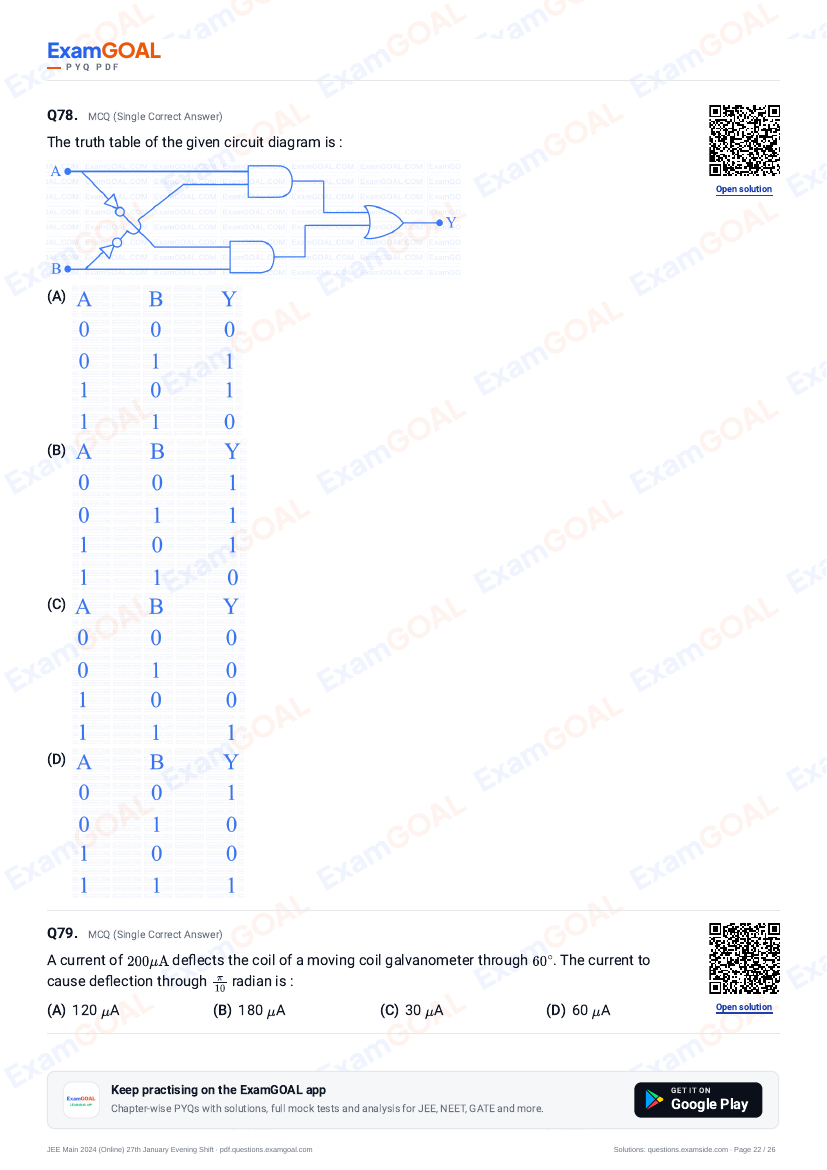 ExamGOAL
PYQ PDF
Q78. MCQ (Single Correct Answer)
The truth table of the given circuit diagram is :
Open solution
A
B
Y
(A) A B Y
0 0 0
0 1 1
1 0 1
1 1 0
(B) A B Y
0 0 1
0 1 1
1 0 1
1 1 0
(C) A B Y
0 0 0
0 1 0
1 0 0
1 1 1
(D) A B Y
0 0 1
0 1 0
1 0 0
1 1 1
Q79. MCQ (Single Correct Answer)
A current of 200μA deflects the coil of a moving coil galvanometer through 60°. The current to
cause deflection through π/10 radian is :
(A) 120 μA (B) 180 μA (C) 30 μA (D) 60 μA
Open solution
ExamGOAL
Keep practising on the ExamGOAL app
Chapter-wise PYQs with solutions, full mock tests and analysis for JEE, NEET, GATE and more.
GET IT ON
Google Play
JEE Main 2024 (Online) 27th January Evening Shift · pdf.questions.examgoal.com
Solutions: questions.examside.com · Page 22 / 26